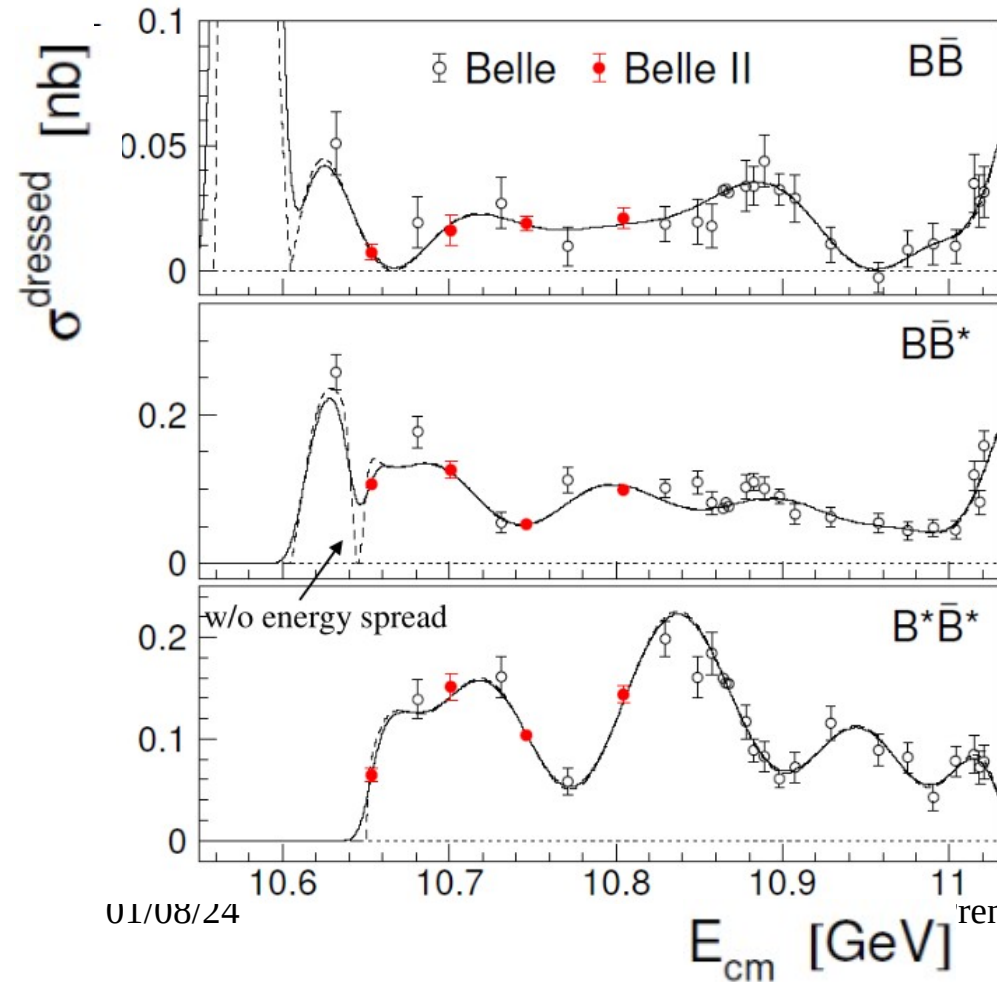 σ^dressed [nb]
0.1
Belle
Belle II
BB̄
0.05
0
BB̄*
0.2
0
w/o energy spread
B*B̄*
0.2
0.1
0
10.6 10.7 10.8 10.9 11
01/08/24
E_cm [GeV]